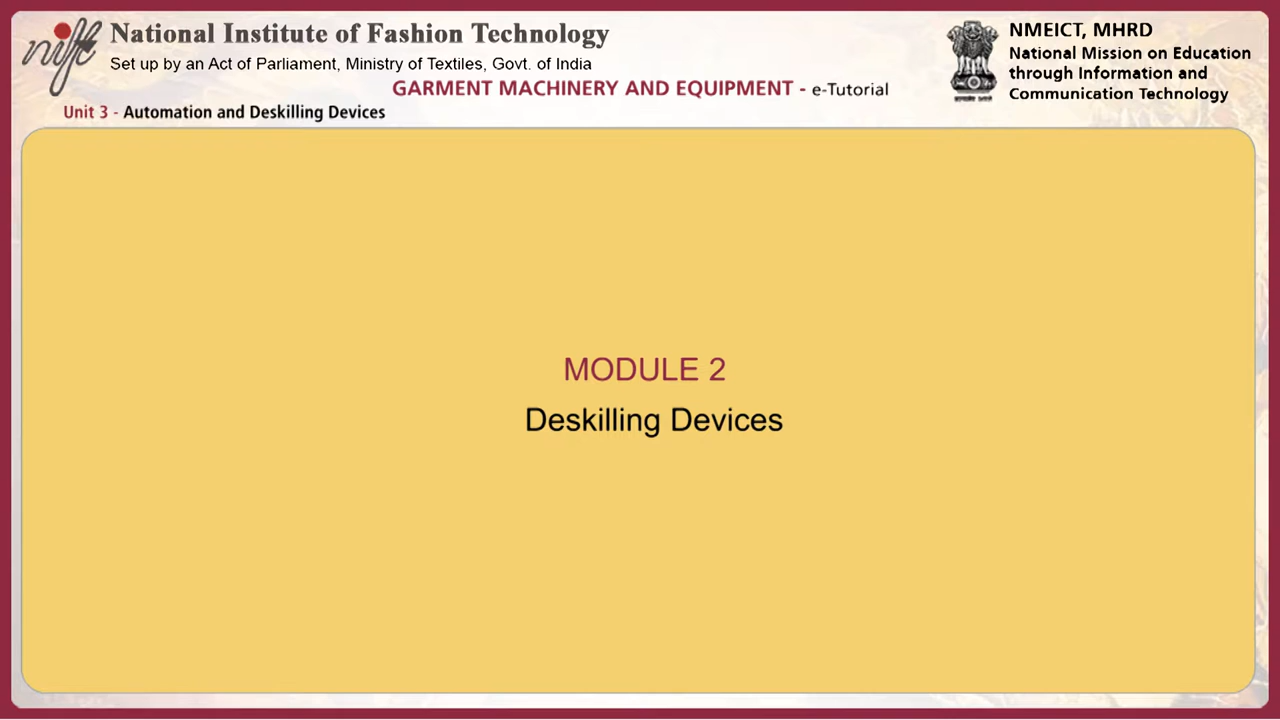 nift
National Institute of Fashion Technology
Set up by an Act of Parliament, Ministry of Textiles, Govt. of India
NMEICT, MHRD
National Mission on Education
through Information and
Communication Technology
GARMENT MACHINERY AND EQUIPMENT - e-Tutorial
Unit 3 - Automation and Deskilling Devices
MODULE 2
Deskilling Devices